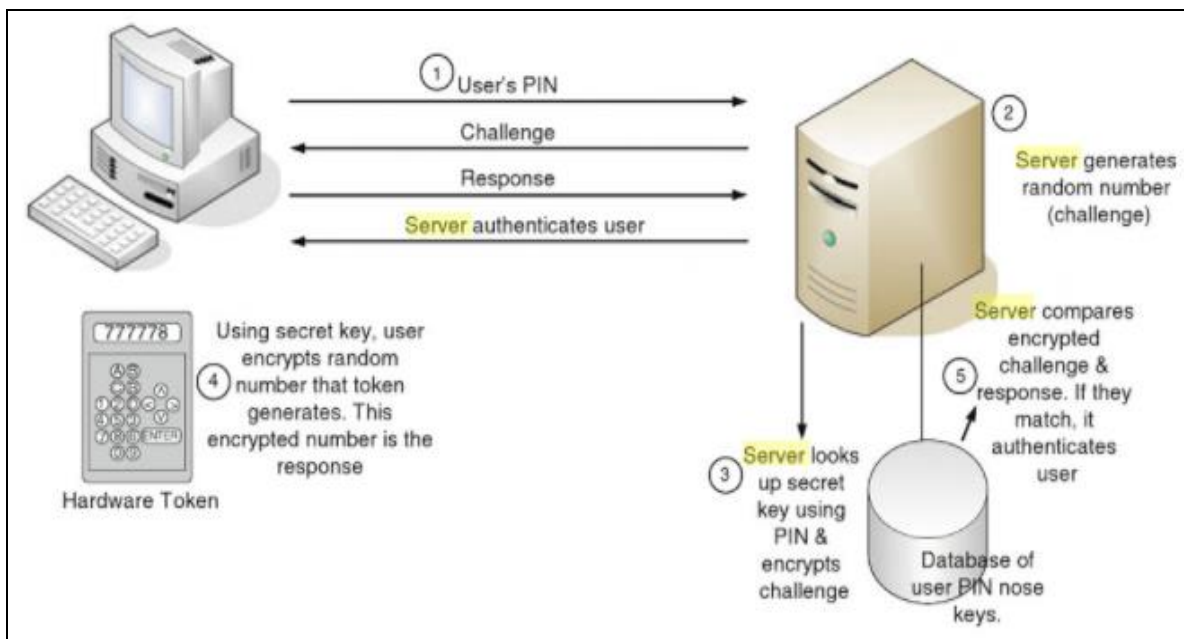 1
User's PIN
Challenge
Response
Server authenticates user
2
Server generates
random number
(challenge)
777778
Hardware Token
4
Using secret key, user
encrypts random
number that token
generates. This
encrypted number is the
response
3
Server looks
up secret
key using
PIN &
encrypts
challenge
5
Server compares
encrypted
challenge &
response. If they
match, it
authenticates
user
Database of
user PIN nose
keys.
ENTER